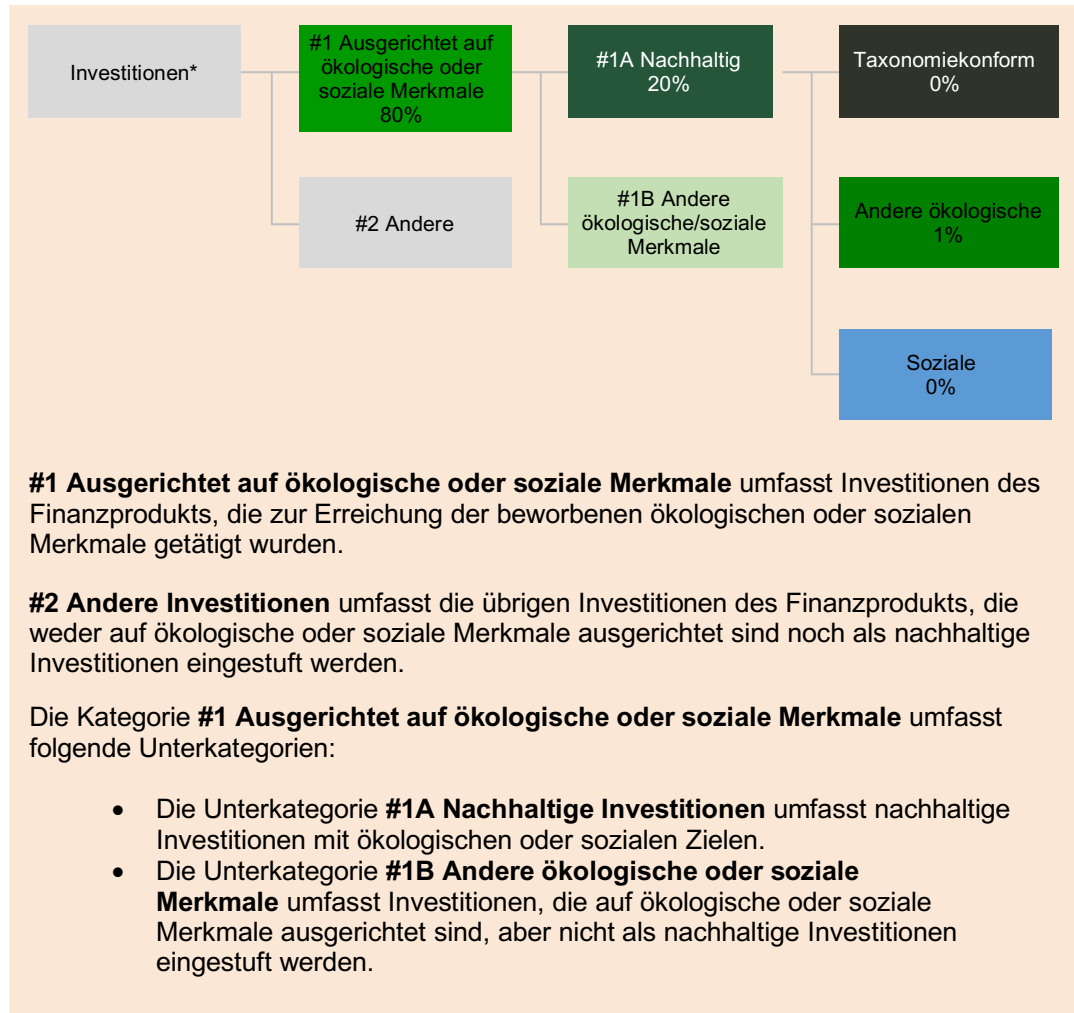 Investitionen*
#1 Ausgerichtet auf
ökologische oder
soziale Merkmale
80%
#1A Nachhaltig
20%
Taxonomiekonform
0%
#2 Andere
#1B Andere
ökologische/soziale
Merkmale
Andere ökologische
1%
Soziale
0%
#1 Ausgerichtet auf ökologische oder soziale Merkmale umfasst Investitionen des
Finanzprodukts, die zur Erreichung der beworbenen ökologischen oder sozialen
Merkmale getätigt wurden.
#2 Andere Investitionen umfasst die übrigen Investitionen des Finanzprodukts, die
weder auf ökologische oder soziale Merkmale ausgerichtet sind noch als nachhaltige
Investitionen eingestuft werden.
Die Kategorie #1 Ausgerichtet auf ökologische oder soziale Merkmale umfasst
folgende Unterkategorien:
• Die Unterkategorie #1A Nachhaltige Investitionen umfasst nachhaltige
Investitionen mit ökologischen oder sozialen Zielen.
• Die Unterkategorie #1B Andere ökologische oder soziale
Merkmale umfasst Investitionen, die auf ökologische oder soziale
Merkmale ausgerichtet sind, aber nicht als nachhaltige Investitionen
eingestuft werden.